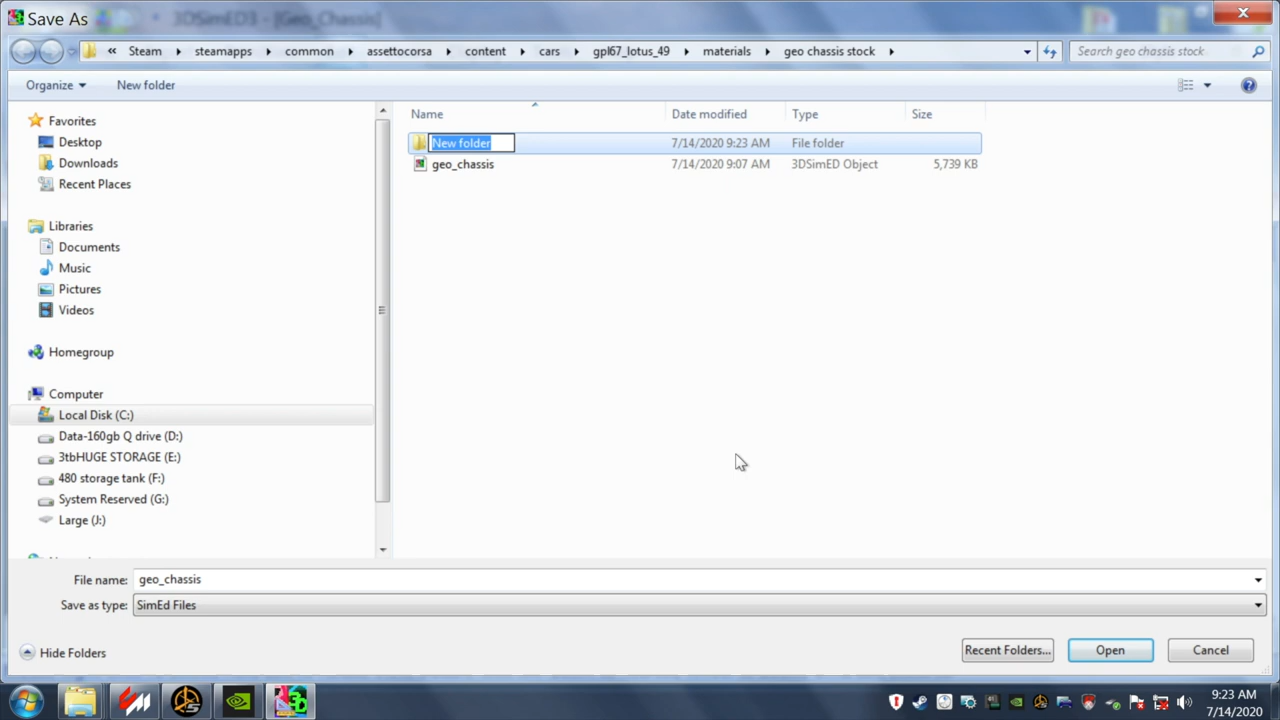 Save As
3DSimED3 - [Geo_Chassis]
« Steam steamapps common assettocorsa content cars gpl67_lotus_49 materials geo chassis stock
Search geo chassis stock
Organize New folder
Name Date modified Type Size
New folder 7/14/2020 9:23 AM File folder
geo_chassis 7/14/2020 9:07 AM 3DSimED Object 5,739 KB
Favorites
Desktop
Downloads
Recent Places
Libraries
Documents
Music
Pictures
Videos
Homegroup
Computer
Local Disk (C:)
Data-160gb Q drive (D:)
3tbHUGE STORAGE (E:)
480 storage tank (F:)
System Reserved (G:)
Large (J:)
File name: geo_chassis
Save as type: SimEd Files
Hide Folders
Recent Folders... Open Cancel
9:23 AM
7/14/2020